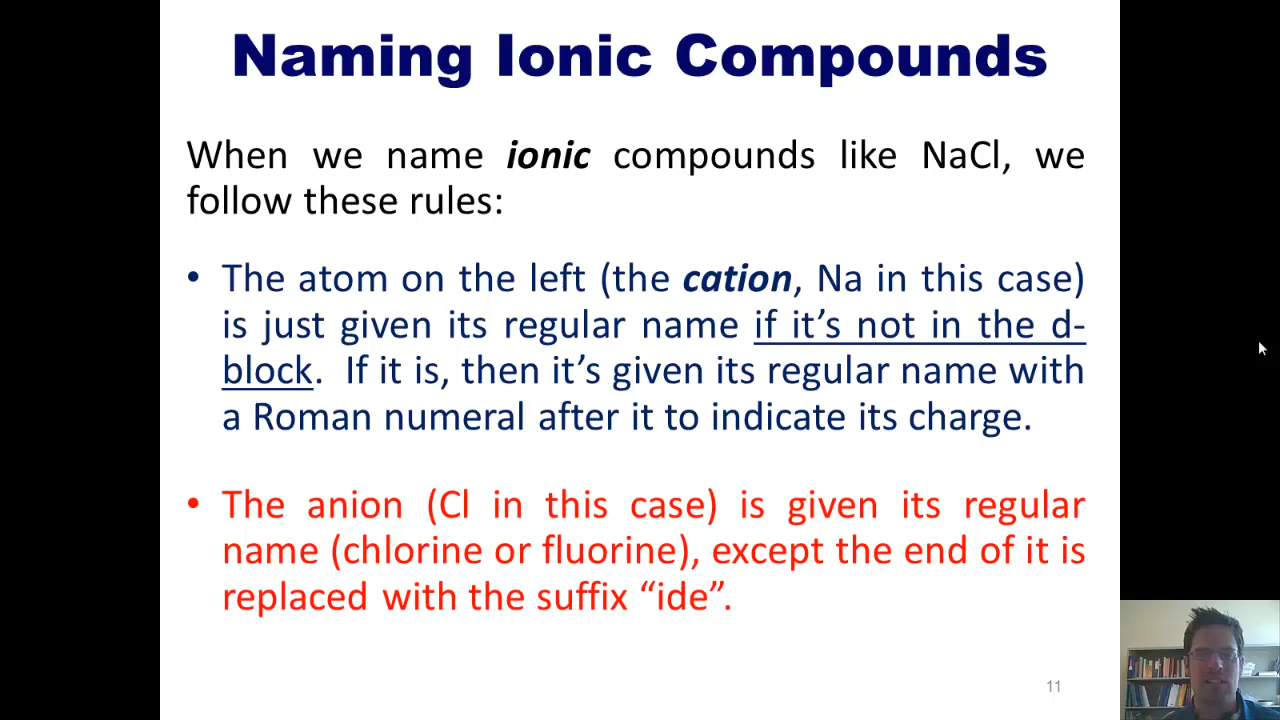 Naming Ionic Compounds
When we name ionic compounds like NaCl, we
follow these rules:
• The atom on the left (the cation, Na in this case)
is just given its regular name if it’s not in the d-
block. If it is, then it’s given its regular name with
a Roman numeral after it to indicate its charge.
• The anion (Cl in this case) is given its regular
name (chlorine or fluorine), except the end of it is
replaced with the suffix “ide”.
11